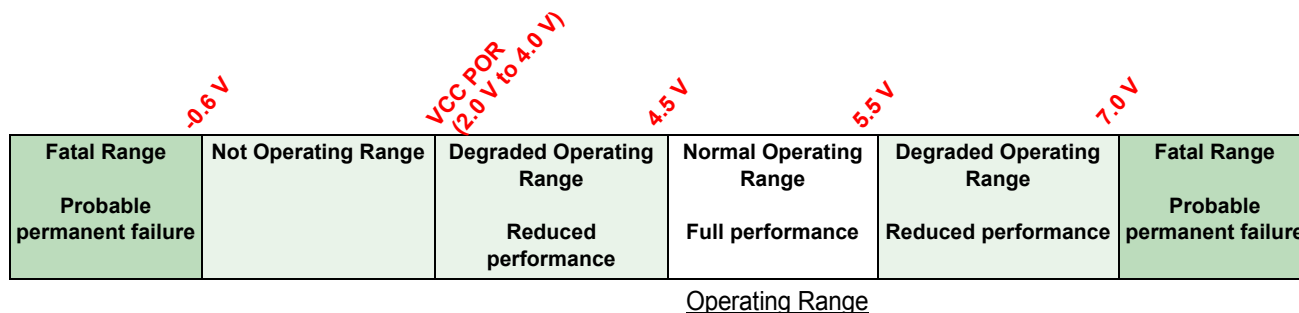 -0.6 V
VCC POR
(2.0 V to 4.0 V)
4.5 V
5.5 V
7.0 V
Fatal Range
Probable
permanent failure
Not Operating Range
Degraded Operating
Range
Reduced
performance
Normal Operating
Range
Full performance
Degraded Operating
Range
Reduced performance
Fatal Range
Probable
permanent failure
Operating Range